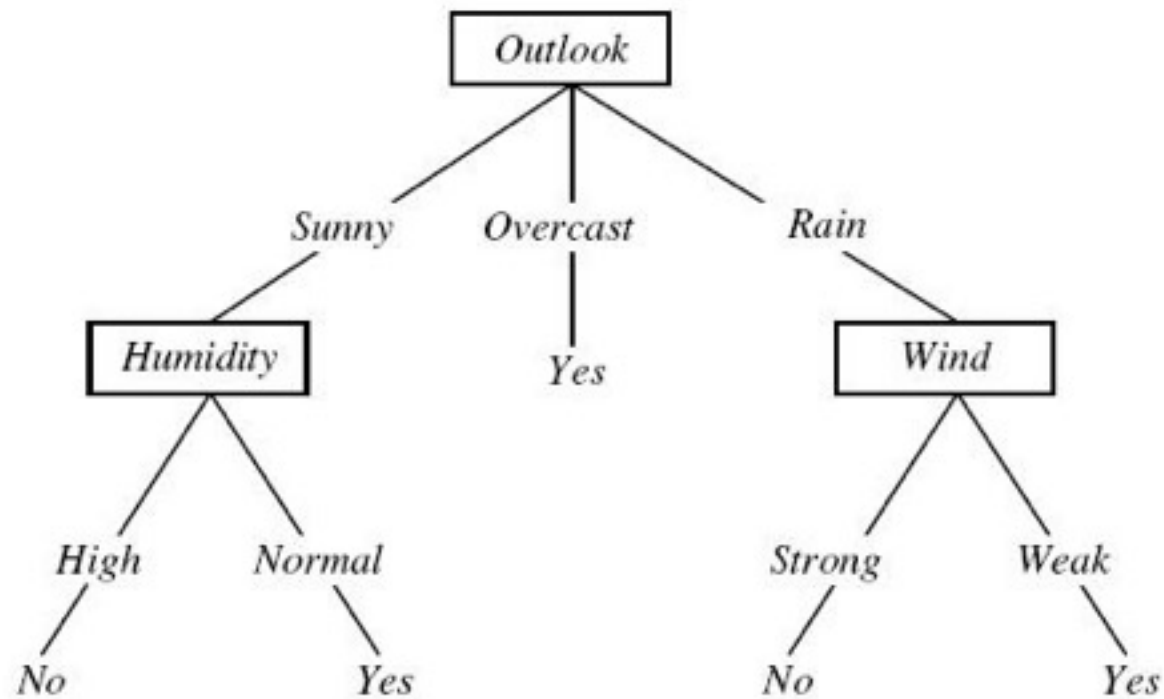 Outlook
Sunny Overcast Rain
Humidity Yes Wind
High Normal Strong Weak
No Yes No Yes